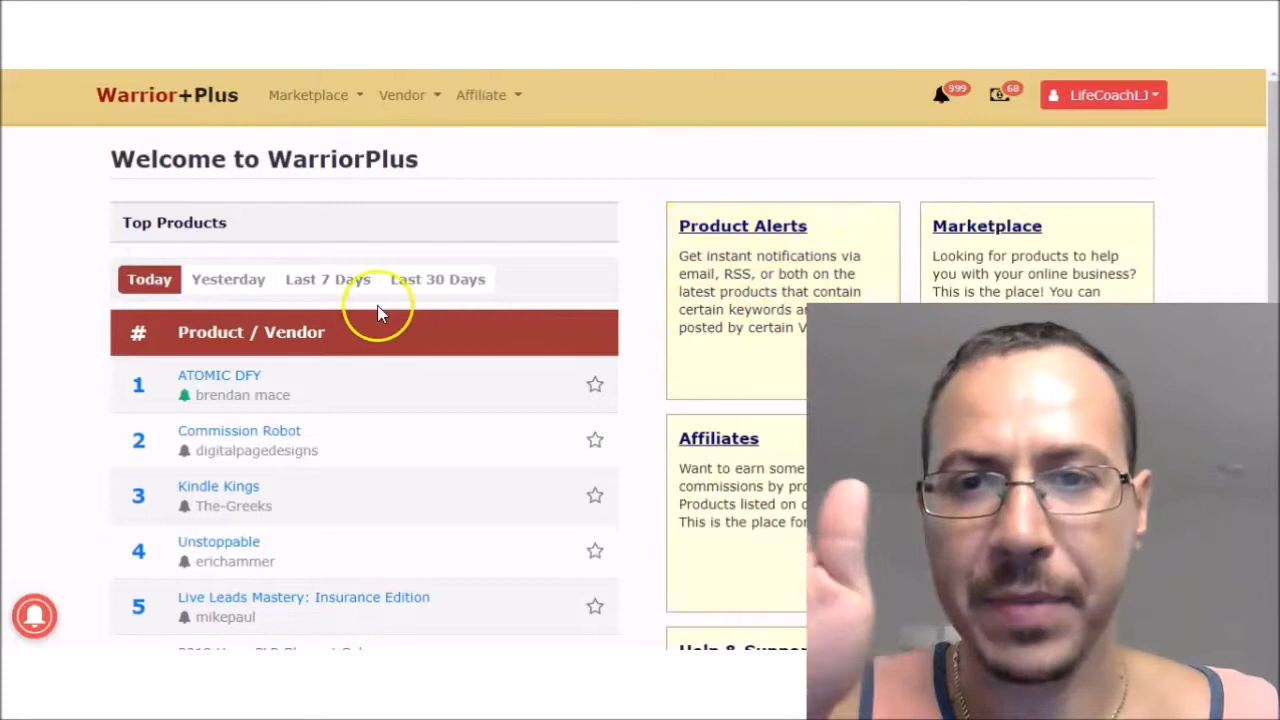 Warrior+Plus
Marketplace
Vendor
Affiliate
999
68
LifeCoachLJ
Welcome to WarriorPlus
Top Products
Today
Yesterday
Last 7 Days
Last 30 Days
# Product / Vendor
1
ATOMIC DFY
brendan mace
2
Commission Robot
digitalpagedesigns
3
Kindle Kings
The-Greeks
4
Unstoppable
erichammer
5
Live Leads Mastery: Insurance Edition
mikepaul
Product Alerts
Get instant notifications via
email, RSS, or both on the
latest products that contain
certain keywords
posted by certain
Marketplace
Looking for products to help
you with your online business?
This is the place! You can
Affiliates
Want to earn some
commissions by
Products listed on
This is the place